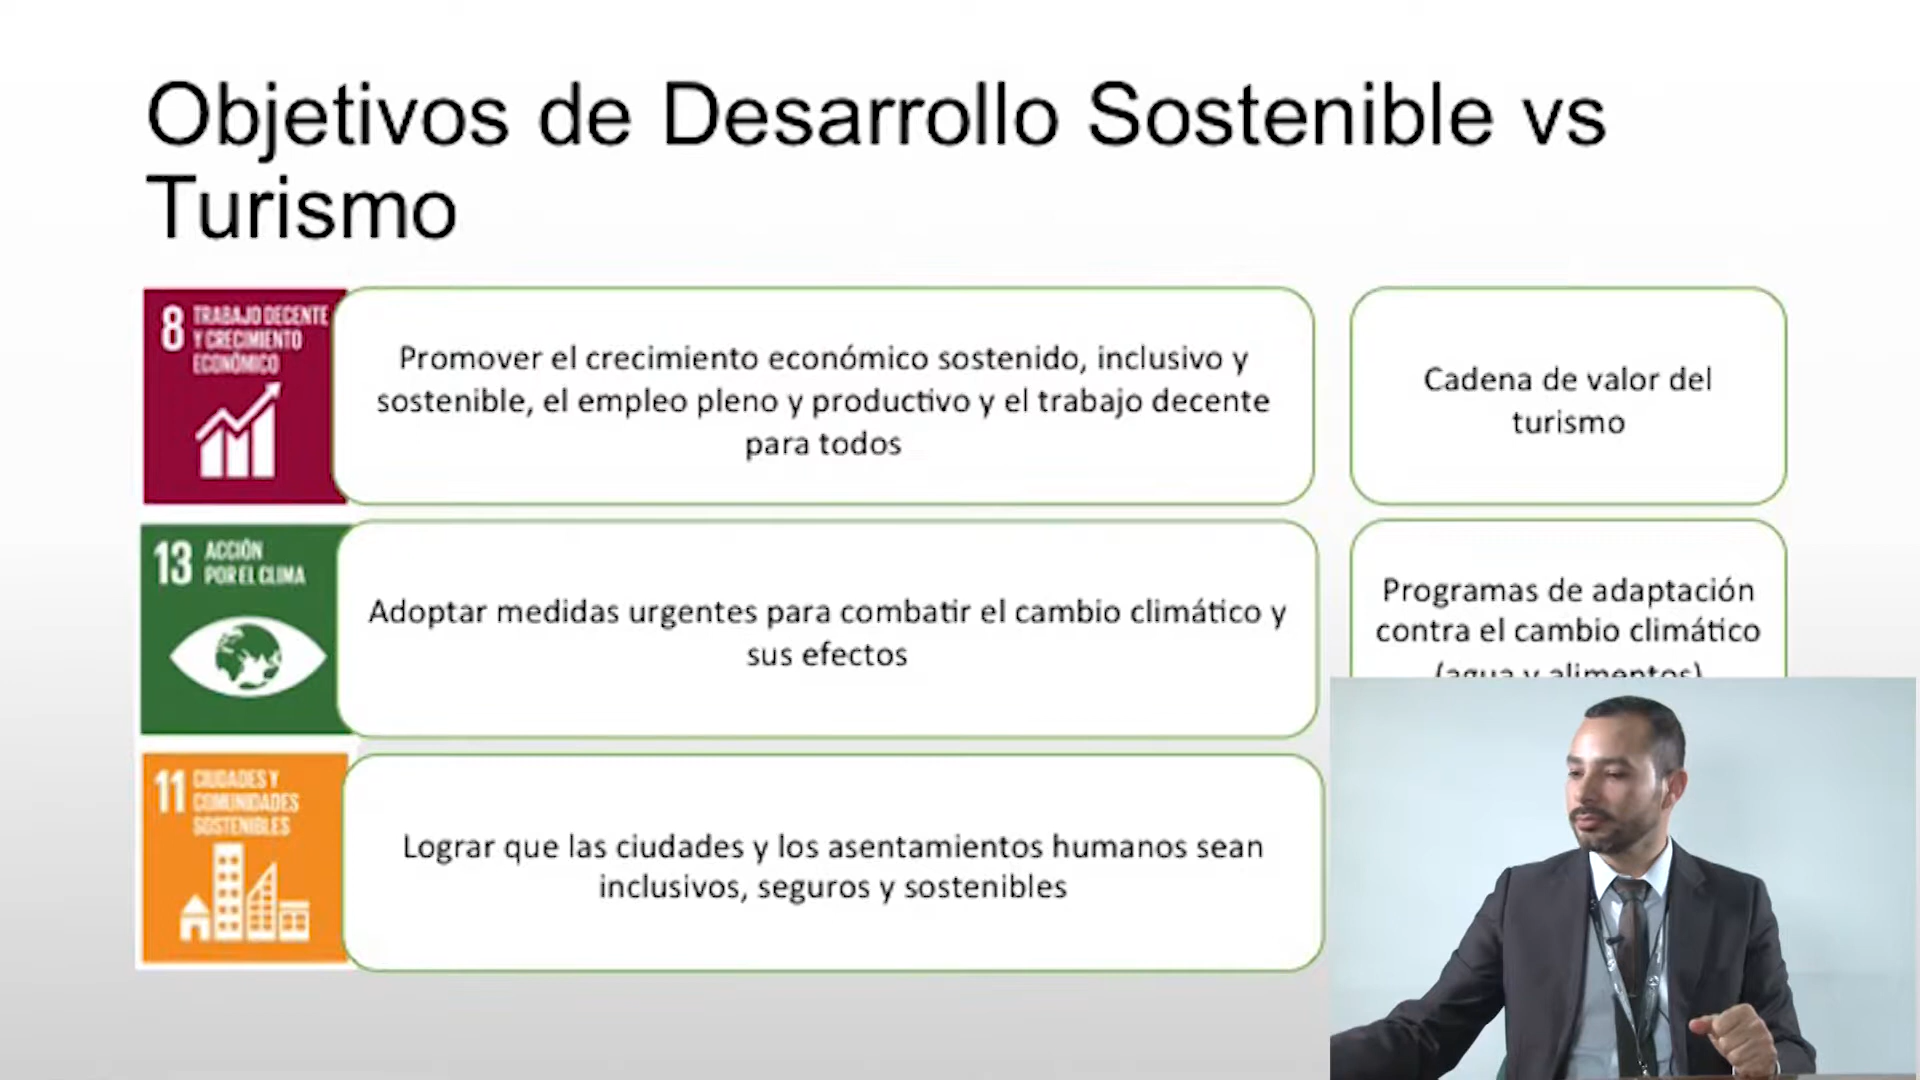 Objetivos de Desarrollo Sostenible vs
Turismo
8 TRABAJO DECENTE
Y CRECIMIENTO
ECONÓMICO
Promover el crecimiento económico sostenido, inclusivo y
sostenible, el empleo pleno y productivo y el trabajo decente
para todos
Cadena de valor del
turismo
13 ACCIÓN
POR EL CLIMA
Adoptar medidas urgentes para combatir el cambio climático y
sus efectos
Programas de adaptación
contra el cambio climático
(agua y alimentos)
11 CIUDADES Y
COMUNIDADES
SOSTENIBLES
Lograr que las ciudades y los asentamientos humanos sean
inclusivos, seguros y sostenibles